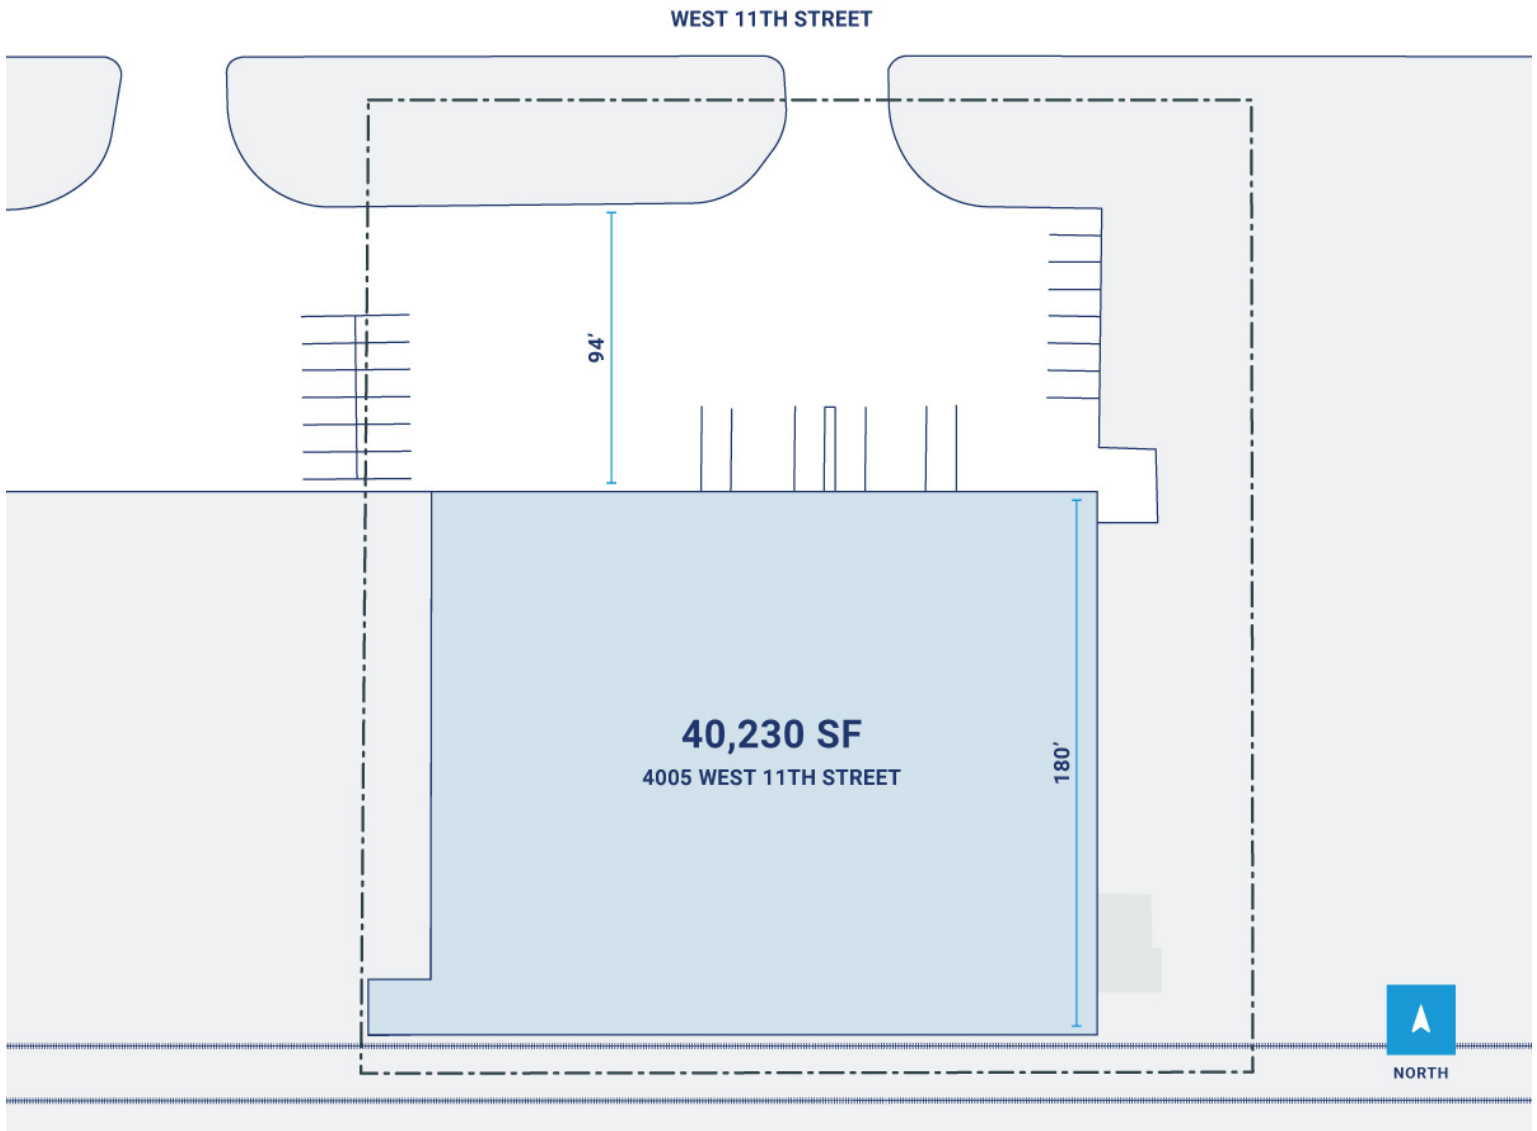 WEST 11TH STREET
94’
40,230 SF
4005 WEST 11TH STREET
180’
NORTH